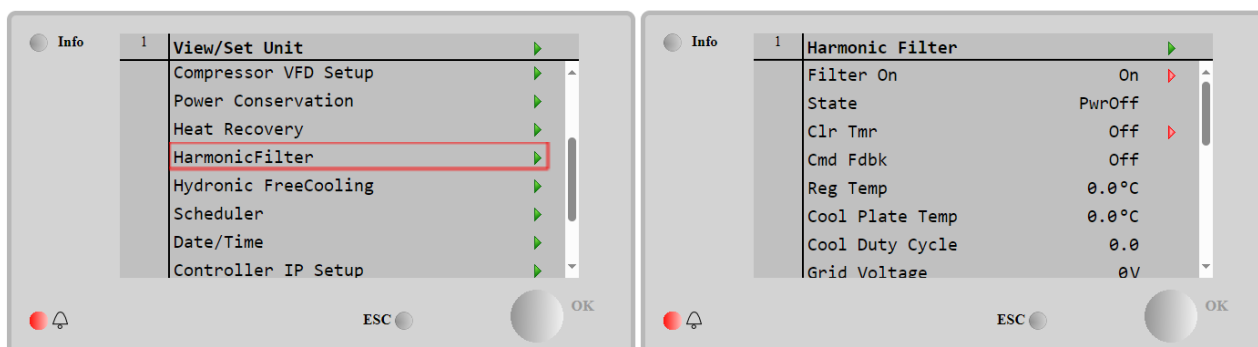 Info
1 View/Set Unit
Compressor VFD Setup
Power Conservation
Heat Recovery
HarmonicFilter
Hydronic FreeCooling
Scheduler
Date/Time
Controller IP Setup
ESC
OK
Info
1 Harmonic Filter
Filter On On
State PwrOff
Clr Tmr Off
Cmd Fdbk Off
Reg Temp 0.0°C
Cool Plate Temp 0.0°C
Cool Duty Cycle 0.0
Grid Voltage 0V
ESC
OK